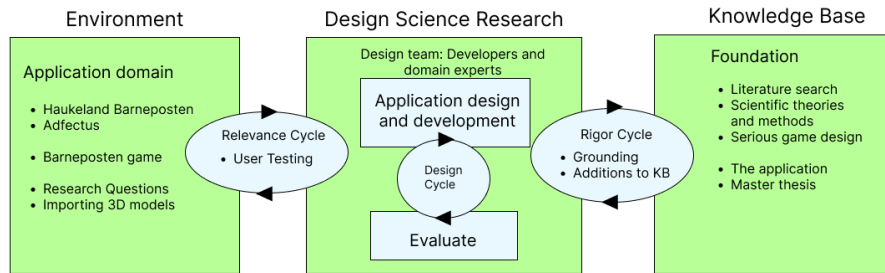 Environment
Design Science Research
Knowledge Base
Application domain
• Haukeland Barneposten
• Adfectus
• Barneposten game
• Research Questions
• Importing 3D models
Relevance Cycle
• User Testing
Design team: Developers and
domain experts
Application design
and development
Design
Cycle
Evaluate
Rigor Cycle
• Grounding
• Additions to KB
Foundation
• Literature search
• Scientific theories
and methods
• Serious game design
• The application
• Master thesis